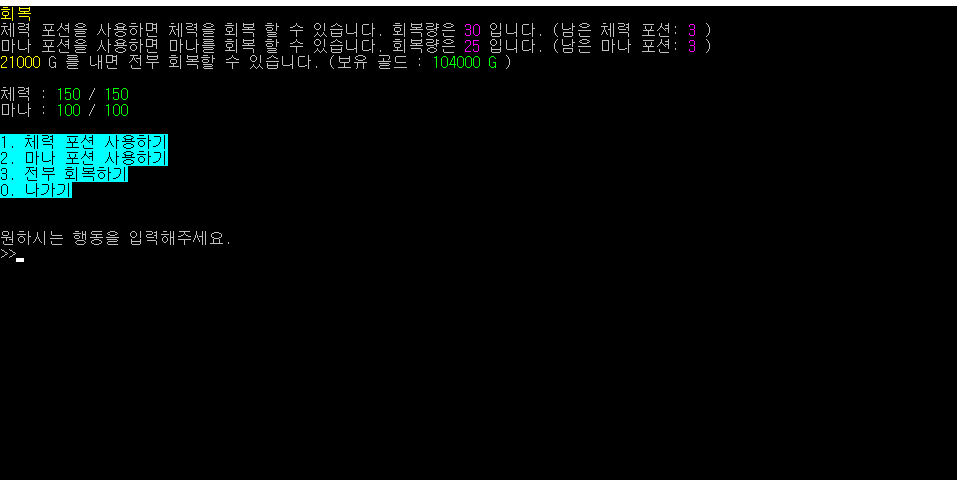 회복
체력 포션을 사용하면 체력을 회복 할 수 있습니다. 회복량은 30 입니다. (남은 체력 포션: 3 )
마나 포션을 사용하면 마나를 회복 할 수 있습니다. 회복량은 25 입니다. (남은 마나 포션: 3 )
21000 G 를 내면 전부 회복할 수 있습니다. (보유 골드 : 104000 G )
체력 : 150 / 150
마나 : 100 / 100
1. 체력 포션 사용하기
2. 마나 포션 사용하기
3. 전부 회복하기
0. 나가기
원하시는 행동을 입력해주세요.
>>